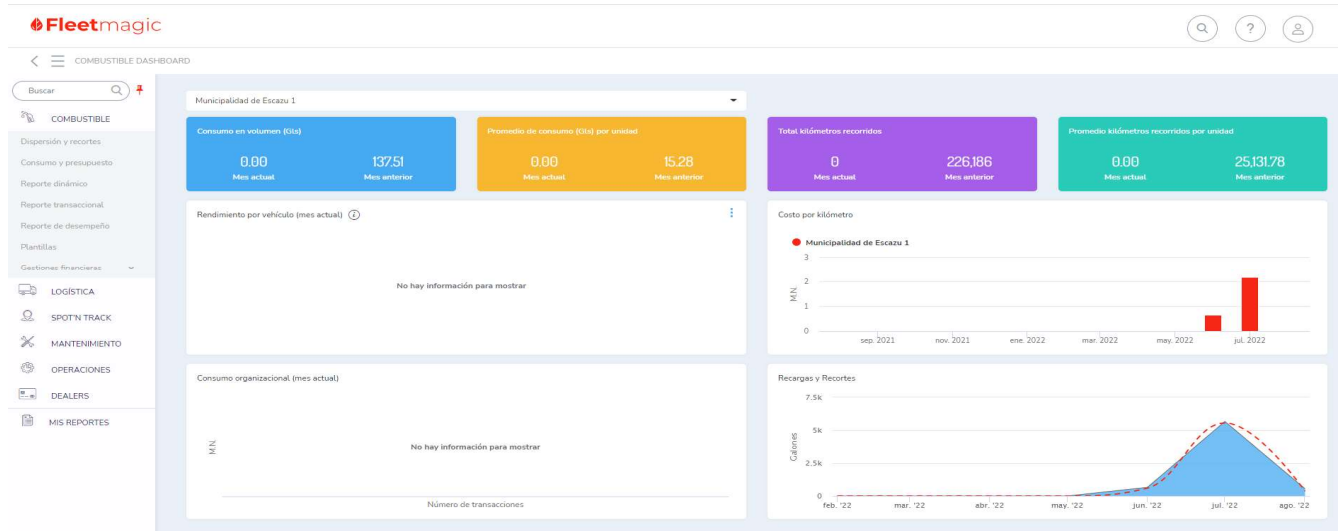 Fleetmagic
?
COMBUSTIBLE DASHBOARD
Buscar
COMBUSTIBLE
Dispersión y recortes
Consumo y presupuesto
Reporte dinámico
Reporte transaccional
Reporte de desempeño
Plantillas
Gestiones financieras
LOGÍSTICA
SPOT'N TRACK
MANTENIMIENTO
OPERACIONES
DEALERS
MIS REPORTES
Municipalidad de Escazu 1
Consumo en volumen (Gls)
0.00 137.51
Mes actual Mes anterior
Promedio de consumo (Gls) por unidad
0.00 15.28
Mes actual Mes anterior
Total kilómetros recorridos
0 226,186
Mes actual Mes anterior
Promedio kilómetros recorridos por unidad
0.00 25,131.78
Mes actual Mes anterior
Rendimiento por vehículo (mes actual) i
No hay información para mostrar
Costo por kilómetro
Municipalidad de Escazu 1
3
2
1
0
M.N.
sep. 2021 nov. 2021 ene. 2022 mar. 2022 may. 2022 jul. 2022
Consumo organizacional (mes actual)
M.N.
No hay información para mostrar
Número de transacciones
Recargas y Recortes
7.5k
5k
2.5k
0
Galones
feb. '22 mar. '22 abr. '22 may. '22 jun. '22 jul. '22 ago. '22